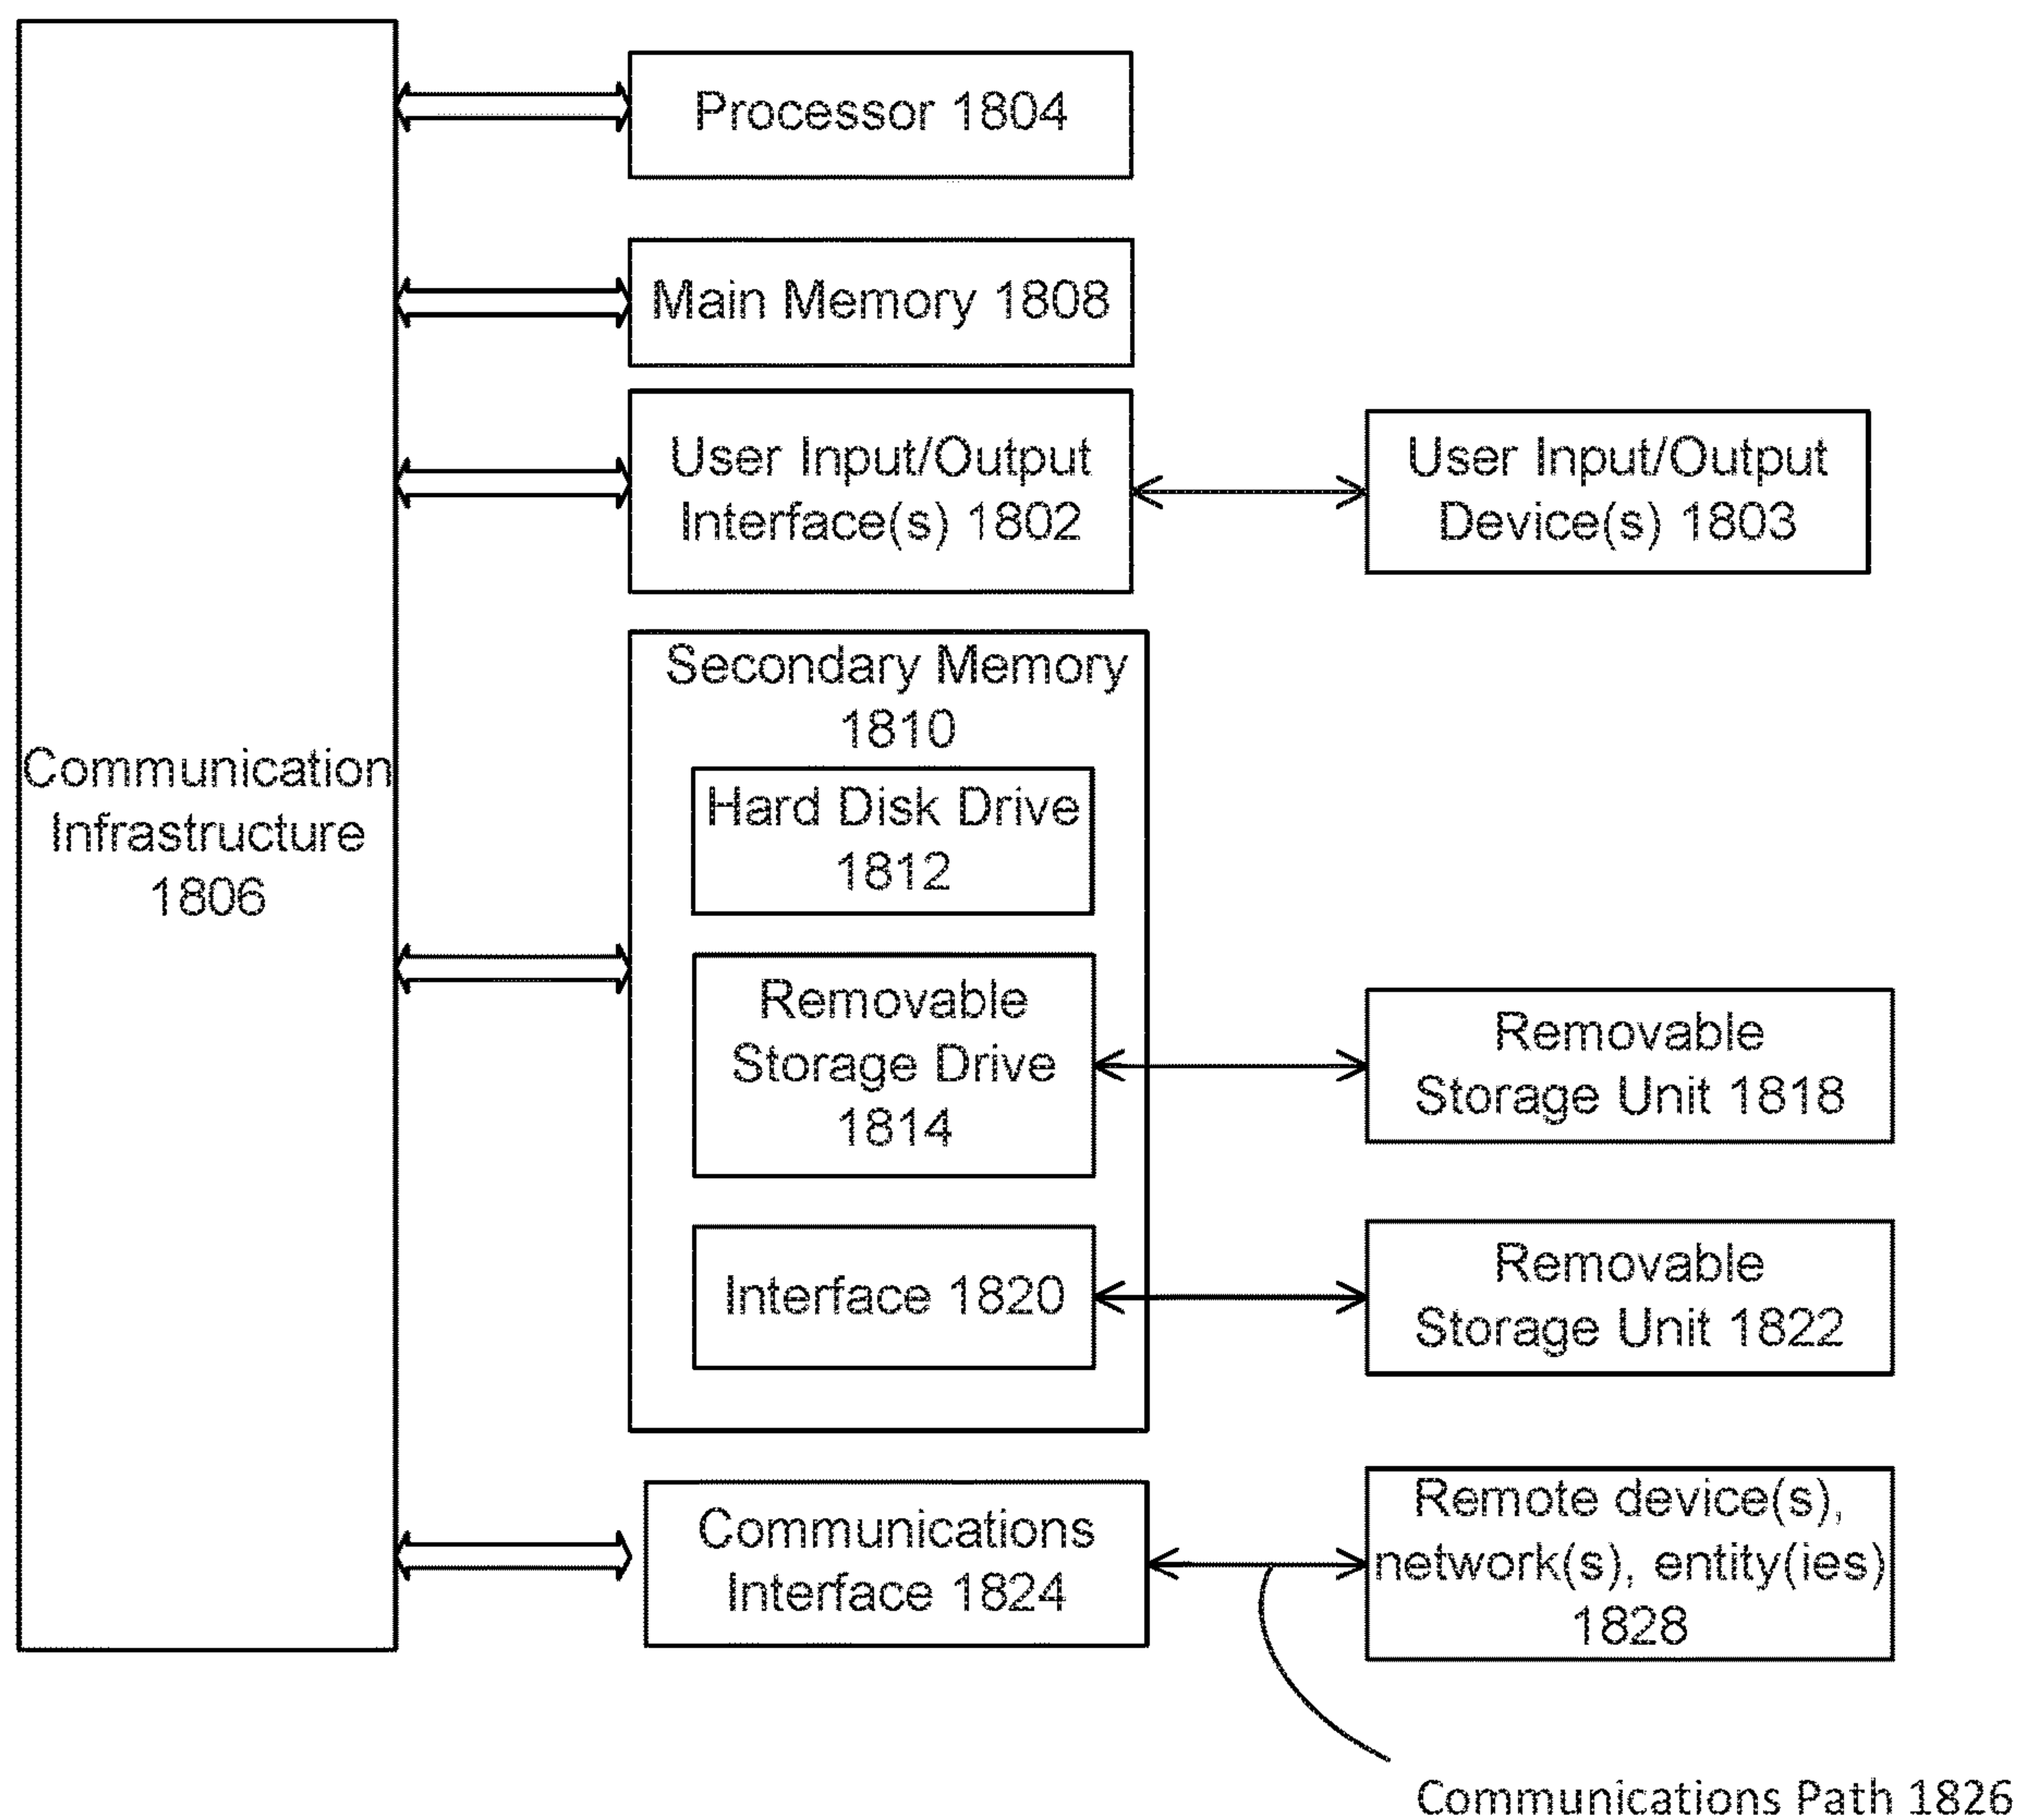 Processor 1804
Main Memory 1808
User Input/Output
Interface(s) 1802
User Input/Output
Device(s) 1803
Communication
Infrastructure
1806
Secondary Memory
1810
Hard Disk Drive
1812
Removable
Storage Drive
1814
Removable
Storage Unit 1818
Interface 1820
Removable
Storage Unit 1822
Communications
Interface 1824
Remote device(s),
network(s), entity(ies)
1828
Communications Path 1826